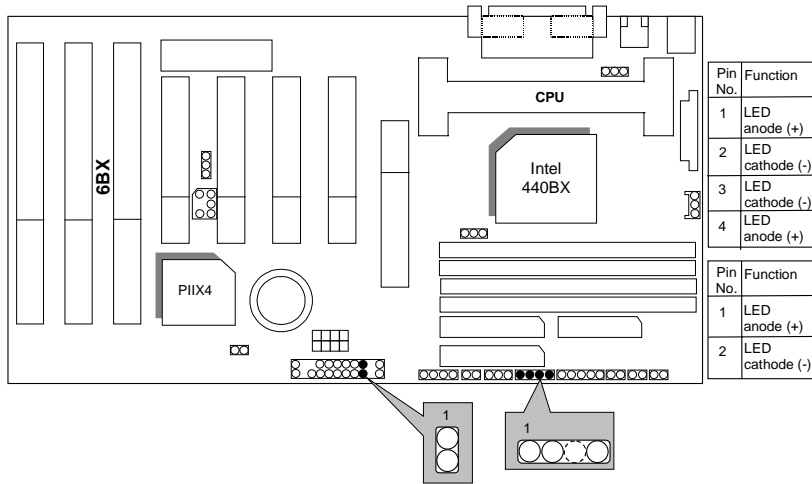 CPU
6BX
Intel
440BX
PIIX4
1
1
Pin No. Function
1 LED anode (+)
2 LED cathode (-)
3 LED cathode (-)
4 LED anode (+)
Pin No. Function
1 LED anode (+)
2 LED cathode (-)